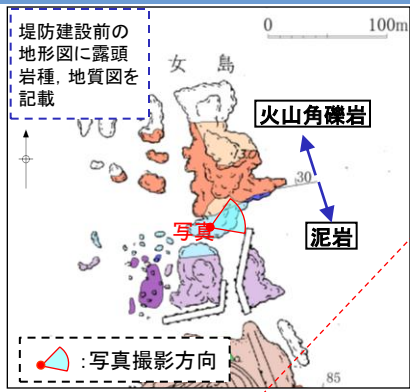 堤防建設前の
地形図に露頭
岩種，地質図を
記載
0 100m
女 島
火山角礫岩
30
写真
泥岩
:写真撮影方向
85